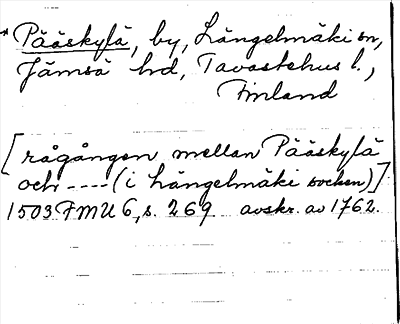 * Pääskylä, by, Längelmäki sn,
Jämsä hd, Tavastehus l.,
Finland
[rågången mellan Pääskylä
och ---- (i Längelmäki socken)]
1503 FMU 6, s. 269 avskr. av 1762.